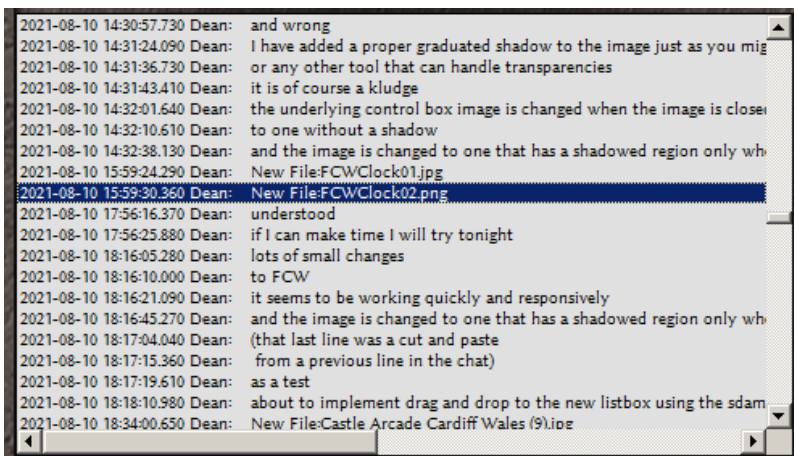 2021-08-10 14:30:57.730 Dean: and wrong
2021-08-10 14:31:24.090 Dean: I have added a proper graduated shadow to the image just as you mig
2021-08-10 14:31:36.730 Dean: or any other tool that can handle transparencies
2021-08-10 14:31:43.410 Dean: it is of course a kludge
2021-08-10 14:32:01.640 Dean: the underlying control box image is changed when the image is close
2021-08-10 14:32:10.610 Dean: to one without a shadow
2021-08-10 14:32:38.130 Dean: and the image is changed to one that has a shadowed region only wh
2021-08-10 15:59:24.290 Dean: New File:FCWClock01.jpg
2021-08-10 15:59:30.360 Dean: New File:FCWClock02.png
2021-08-10 17:56:16.370 Dean: understood
2021-08-10 17:56:25.880 Dean: if I can make time I will try tonight
2021-08-10 18:16:05.280 Dean: lots of small changes
2021-08-10 18:16:10.000 Dean: to FCW
2021-08-10 18:16:21.090 Dean: it seems to be working quickly and responsively
2021-08-10 18:16:45.270 Dean: and the image is changed to one that has a shadowed region only wh
2021-08-10 18:17:04.040 Dean: (that last line was a cut and paste
2021-08-10 18:17:15.360 Dean: from a previous line in the chat)
2021-08-10 18:17:19.610 Dean: as a test
2021-08-10 18:18:10.980 Dean: about to implement drag and drop to the new listbox using the sdam
2021-08-10 18:34:00.650 Dean: New File:Castle Arcade Cardiff Wales (9).jpg